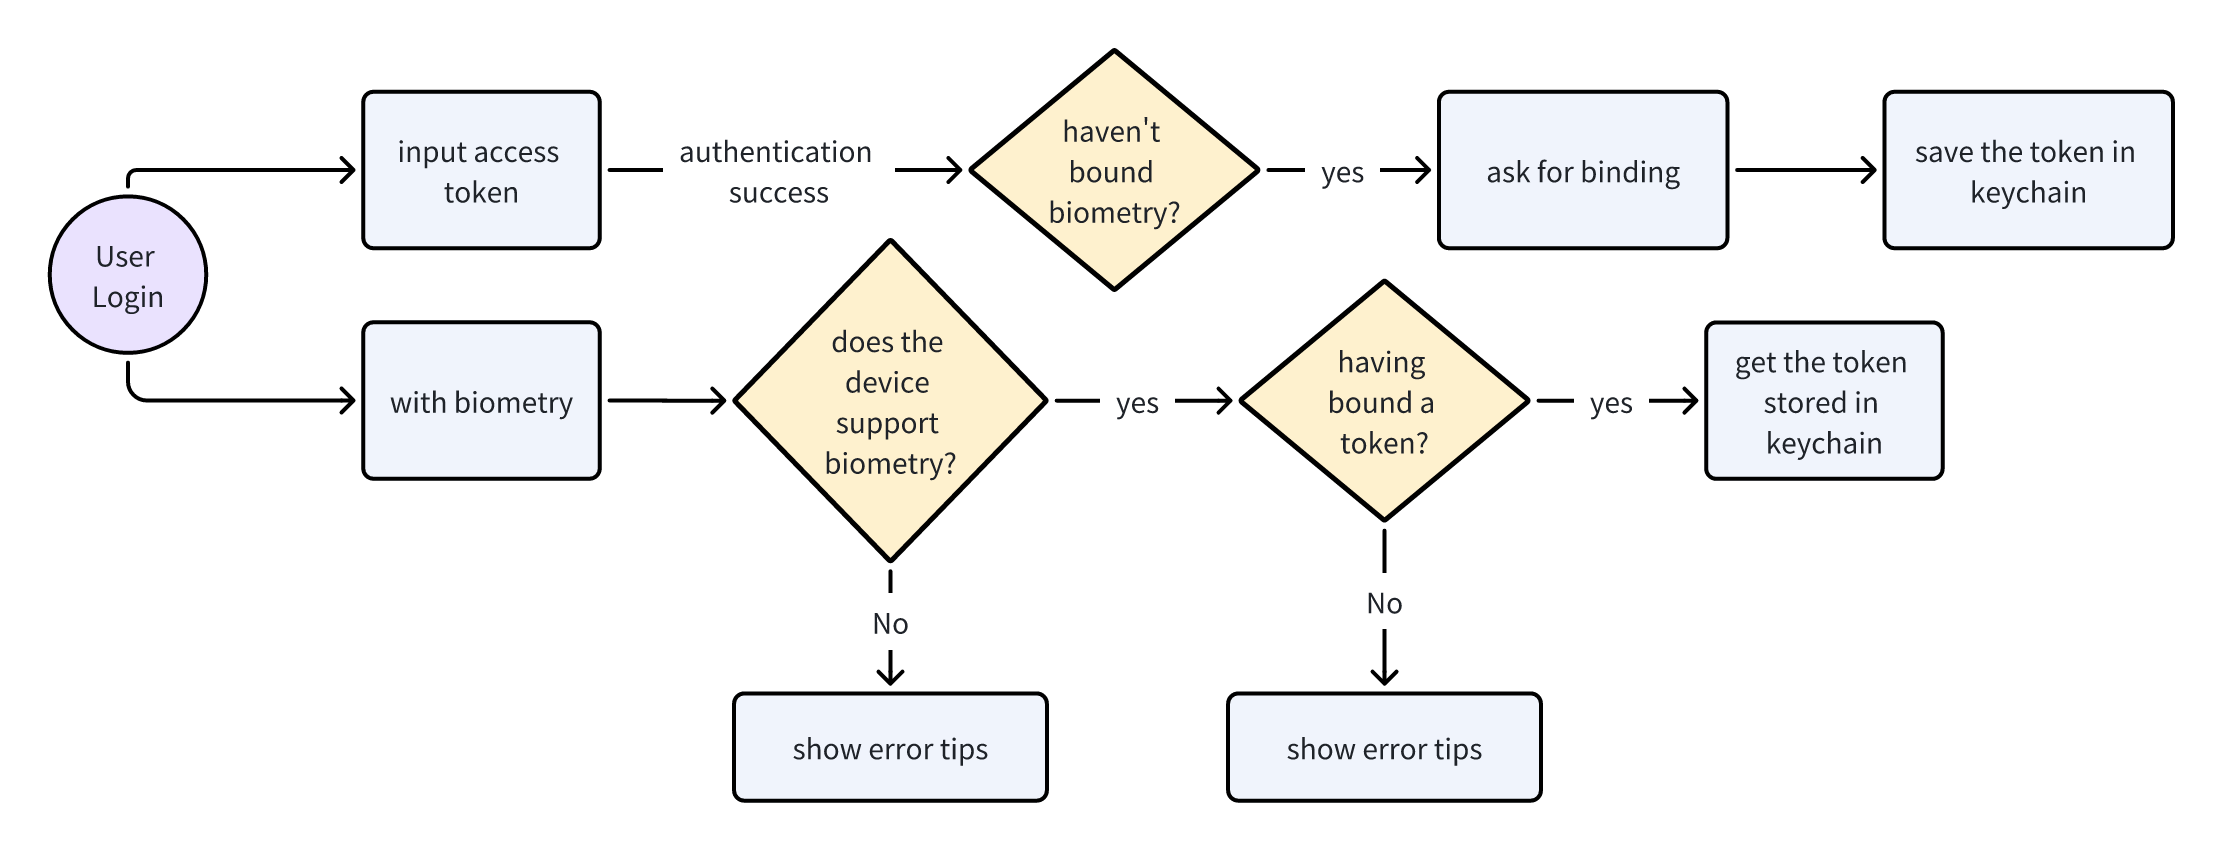 User
Login
input access
token
authentication
success
haven't
bound
biometry?
yes
ask for binding
save the token in
keychain
with biometry
does the
device
support
biometry?
yes
having
bound a
token?
yes
get the token
stored in
keychain
No
No
show error tips
show error tips